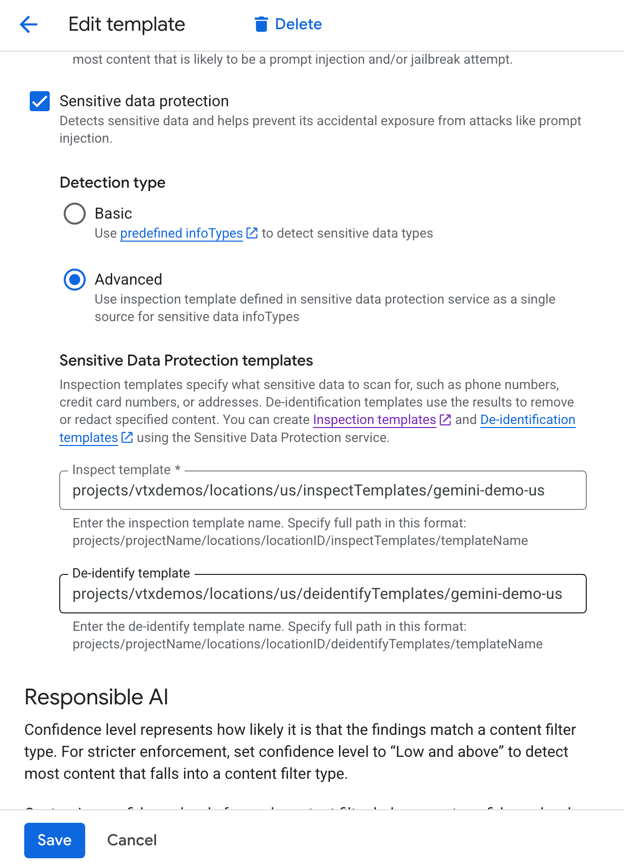 Edit template
Delete
most content that is likely to be a prompt injection and/or jailbreak attempt.
Sensitive data protection
Detects sensitive data and helps prevent its accidental exposure from attacks like prompt
injection.
Detection type
Basic
Use predefined infoTypes to detect sensitive data types
Advanced
Use inspection template defined in sensitive data protection service as a single
source for sensitive data infoTypes
Sensitive Data Protection templates
Inspection templates specify what sensitive data to scan for, such as phone numbers,
credit card numbers, or addresses. De-identification templates use the results to remove
or redact specified content. You can create Inspection templates and De-identification
templates using the Sensitive Data Protection service.
Inspect template *
projects/vtxdemos/locations/us/inspectTemplates/gemini-demo-us
Enter the inspection template name. Specify full path in this format:
projects/projectName/locations/locationID/inspectTemplates/templateName
De-identify template
projects/vtxdemos/locations/us/deidentifyTemplates/gemini-demo-us
Enter the de-identify template name. Specify full path in this format:
projects/projectName/locations/locationID/deidentifyTemplates/templateName
Responsible AI
Confidence level represents how likely it is that the findings match a content filter
type. For stricter enforcement, set confidence level to “Low and above” to detect
most content that falls into a content filter type.
Save
Cancel